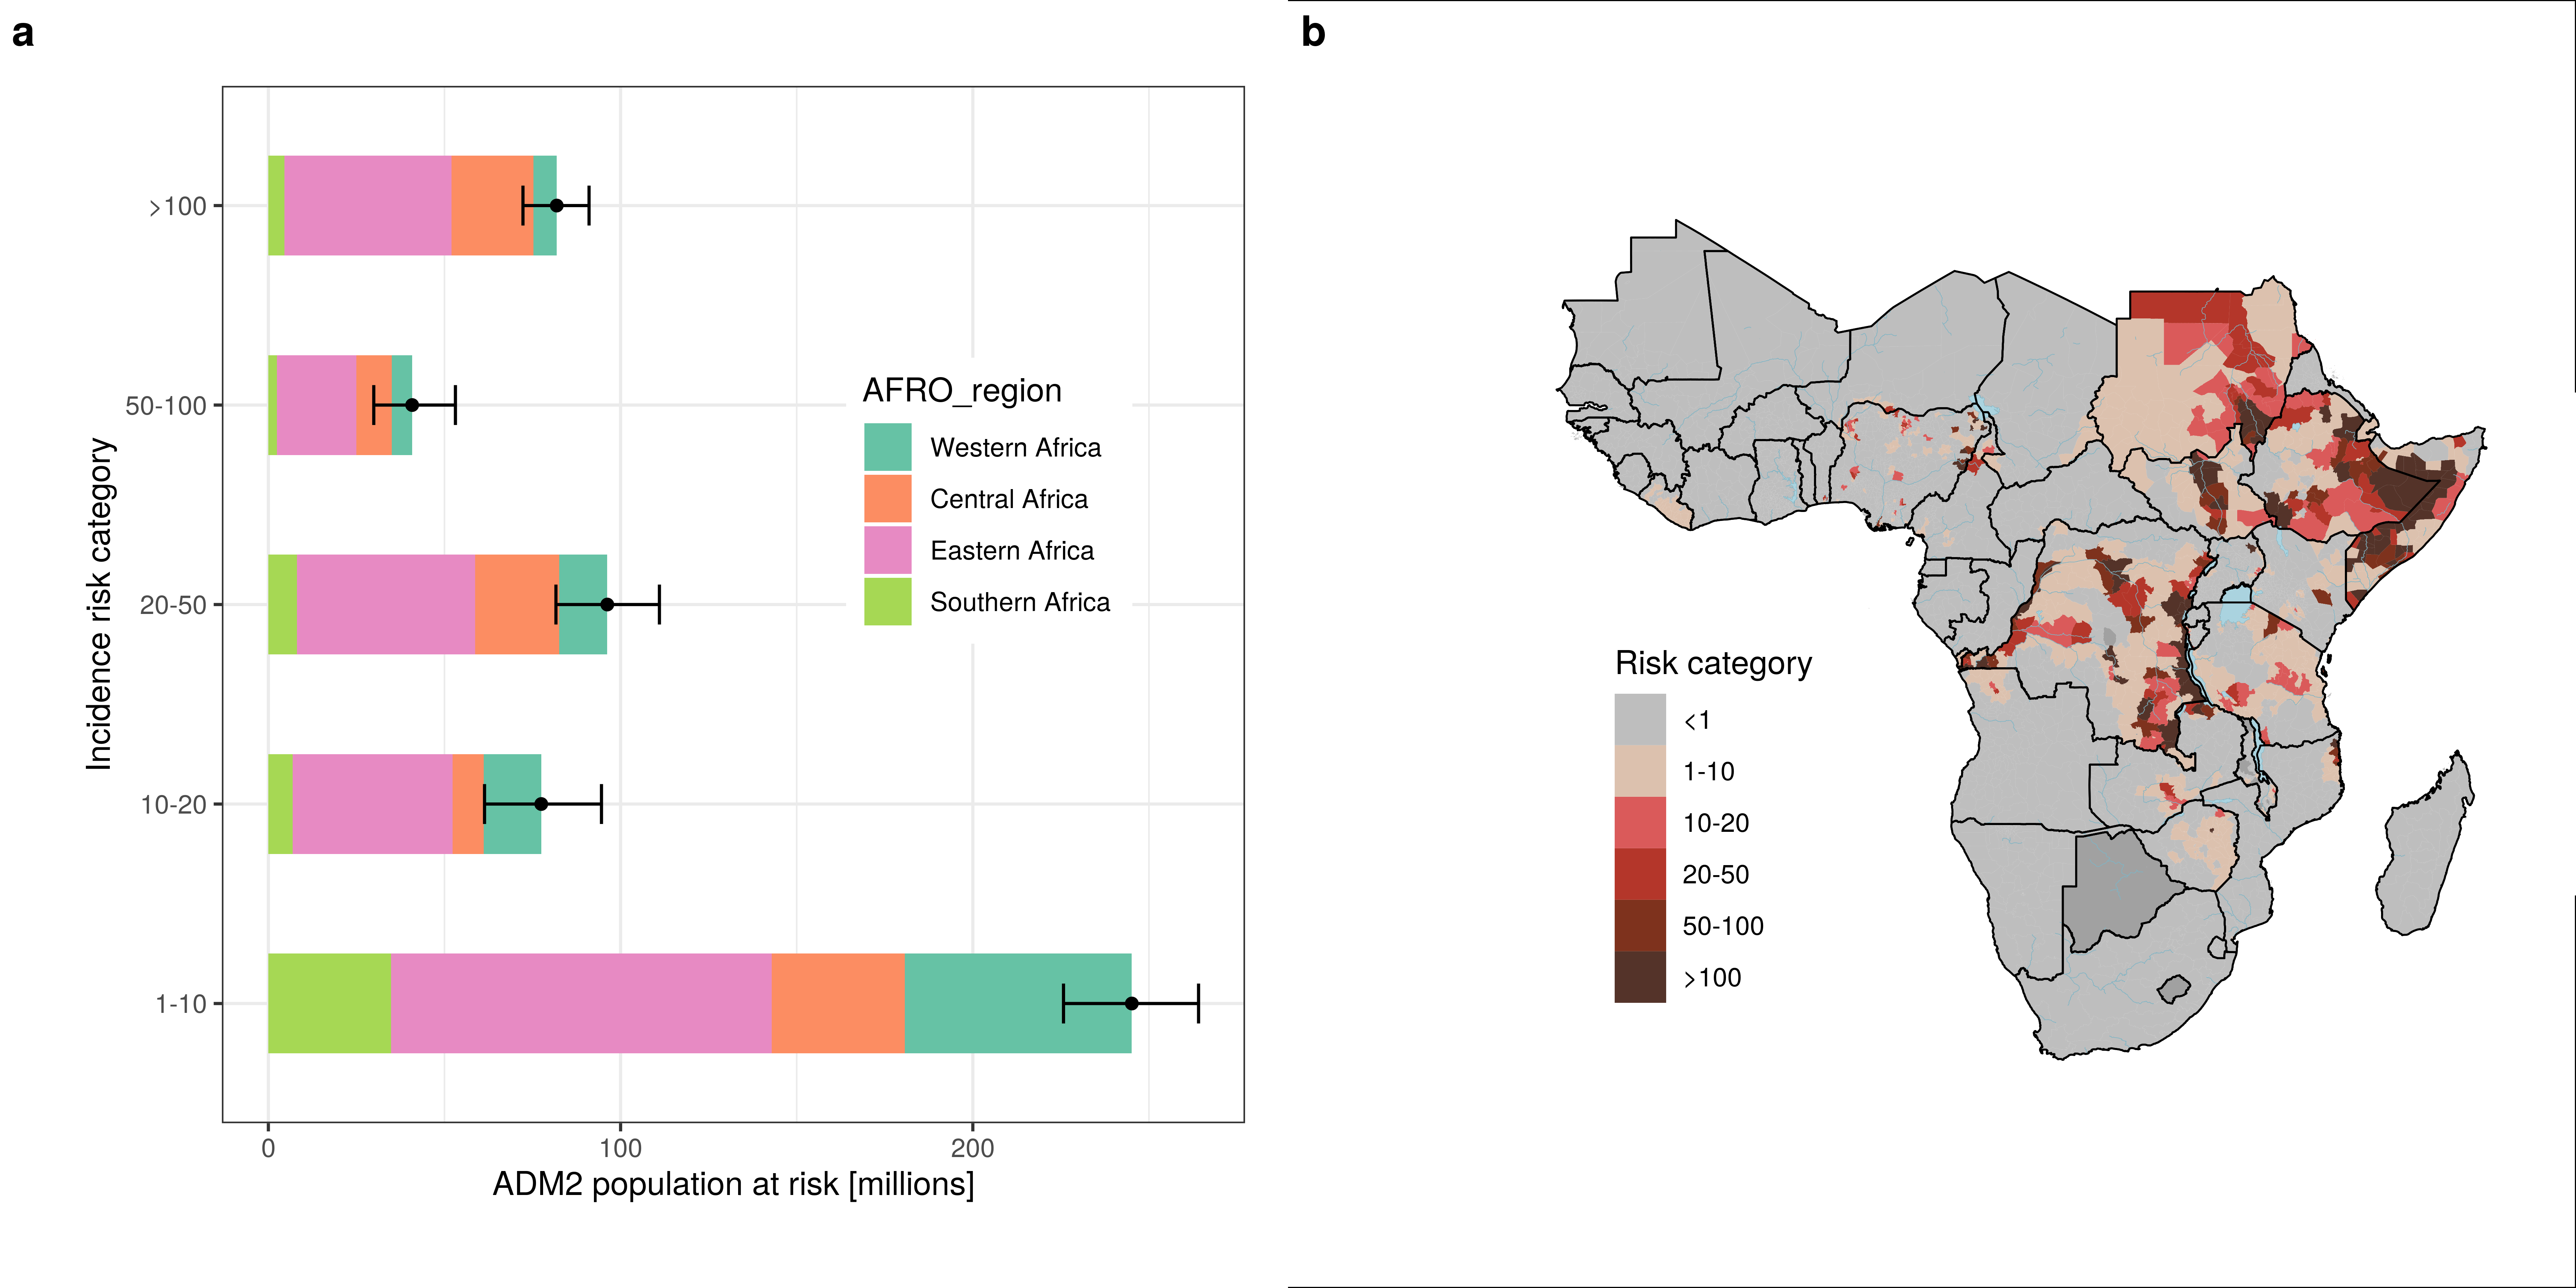 a
Incidence risk category
>100
50-100
20-50
10-20
1-10
0
100
200
ADM2 population at risk [millions]
AFRO_region
Western Africa
Central Africa
Eastern Africa
Southern Africa
b
Risk category
<1
1-10
10-20
20-50
50-100
>100